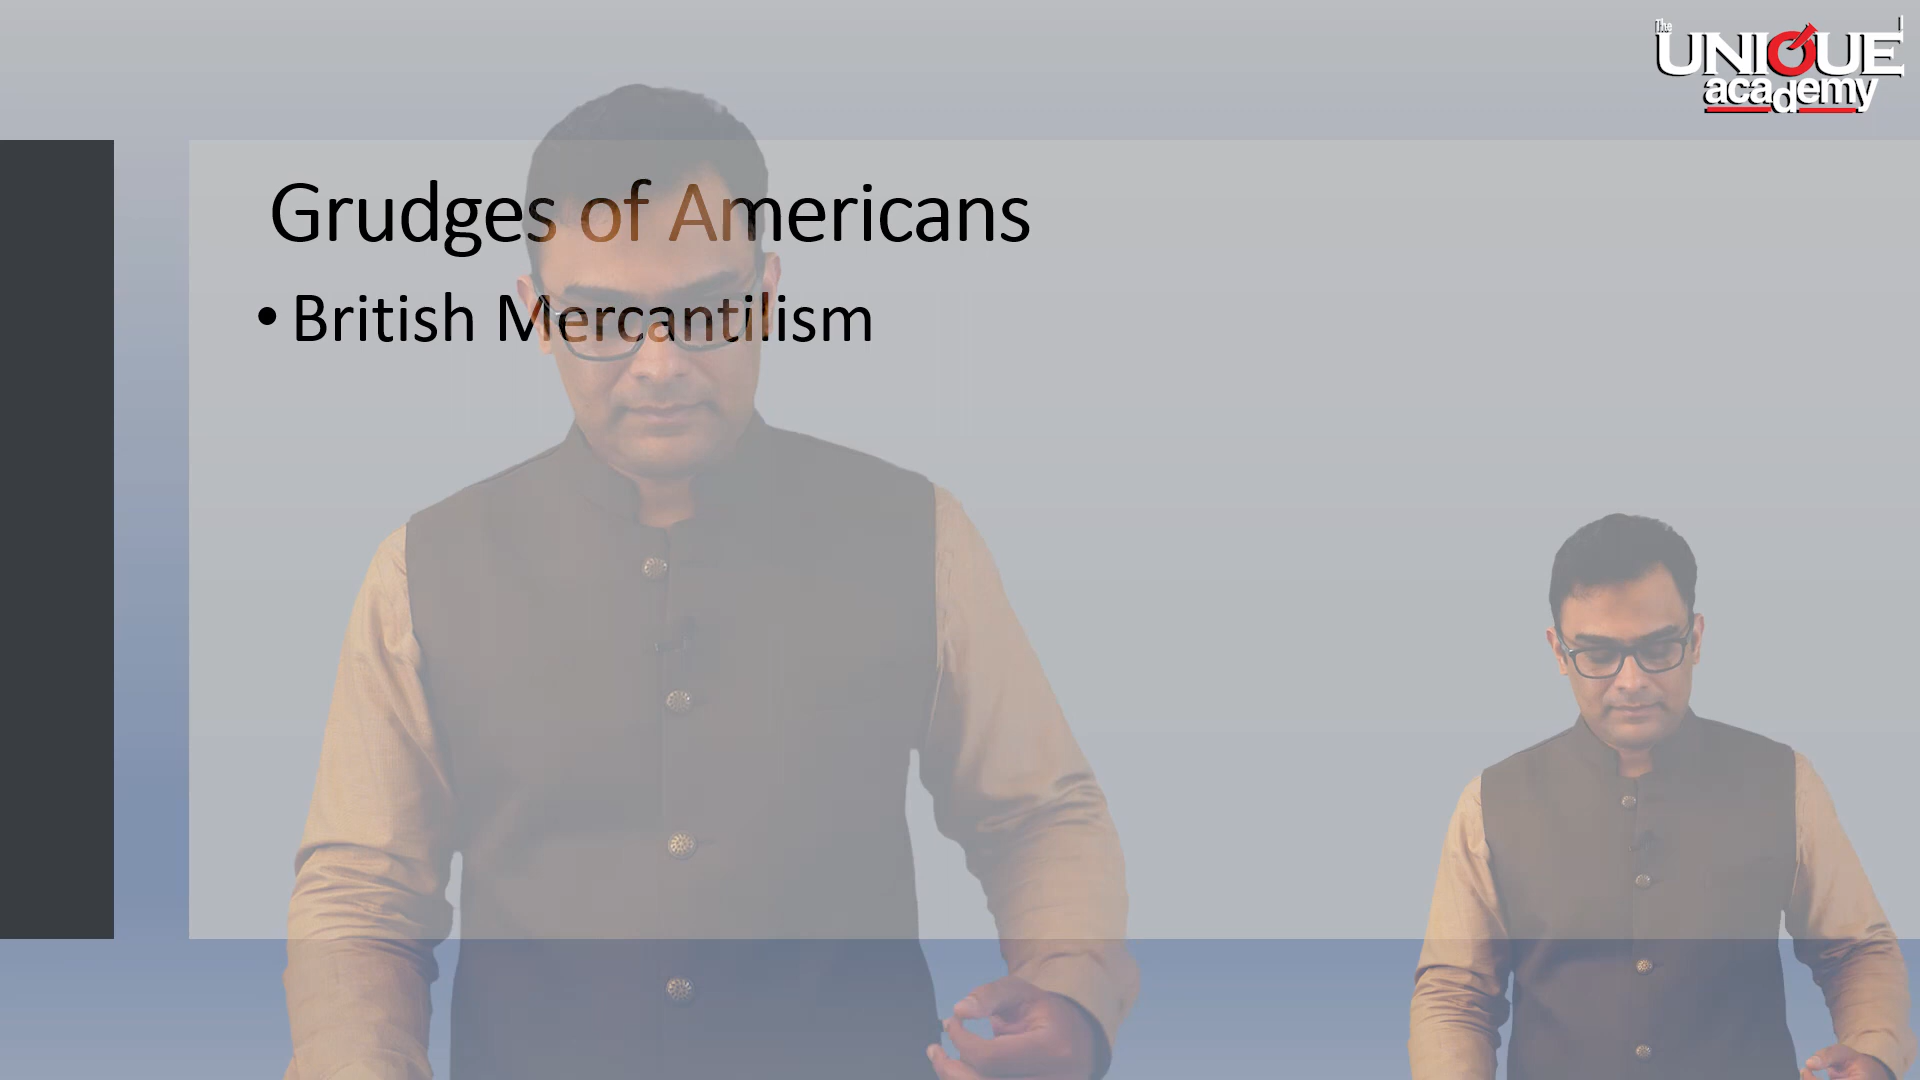 The
UNIQUE
academy
Grudges of Americans
• British Mercantilism